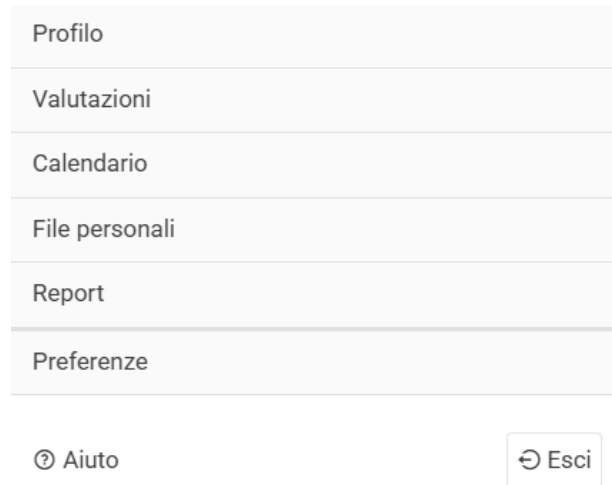 Profilo
Valutazioni
Calendario
File personali
Report
Preferenze
Aiuto
Esci